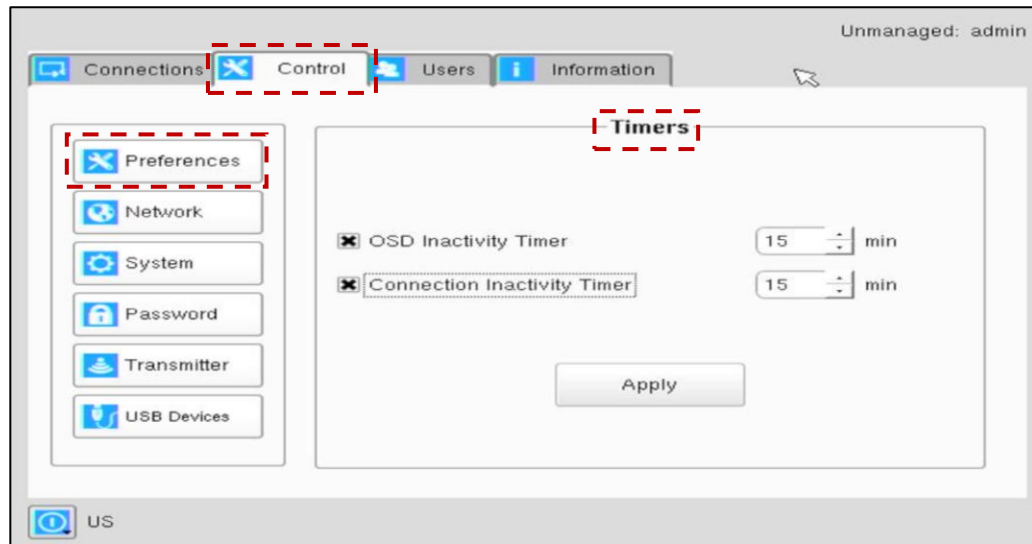 Unmanaged: admin
Connections Control Users Information
Timers
Preferences
Network
System
Password
Transmitter
USB Devices
OSD Inactivity Timer 15 min
Connection Inactivity Timer 15 min
Apply
US